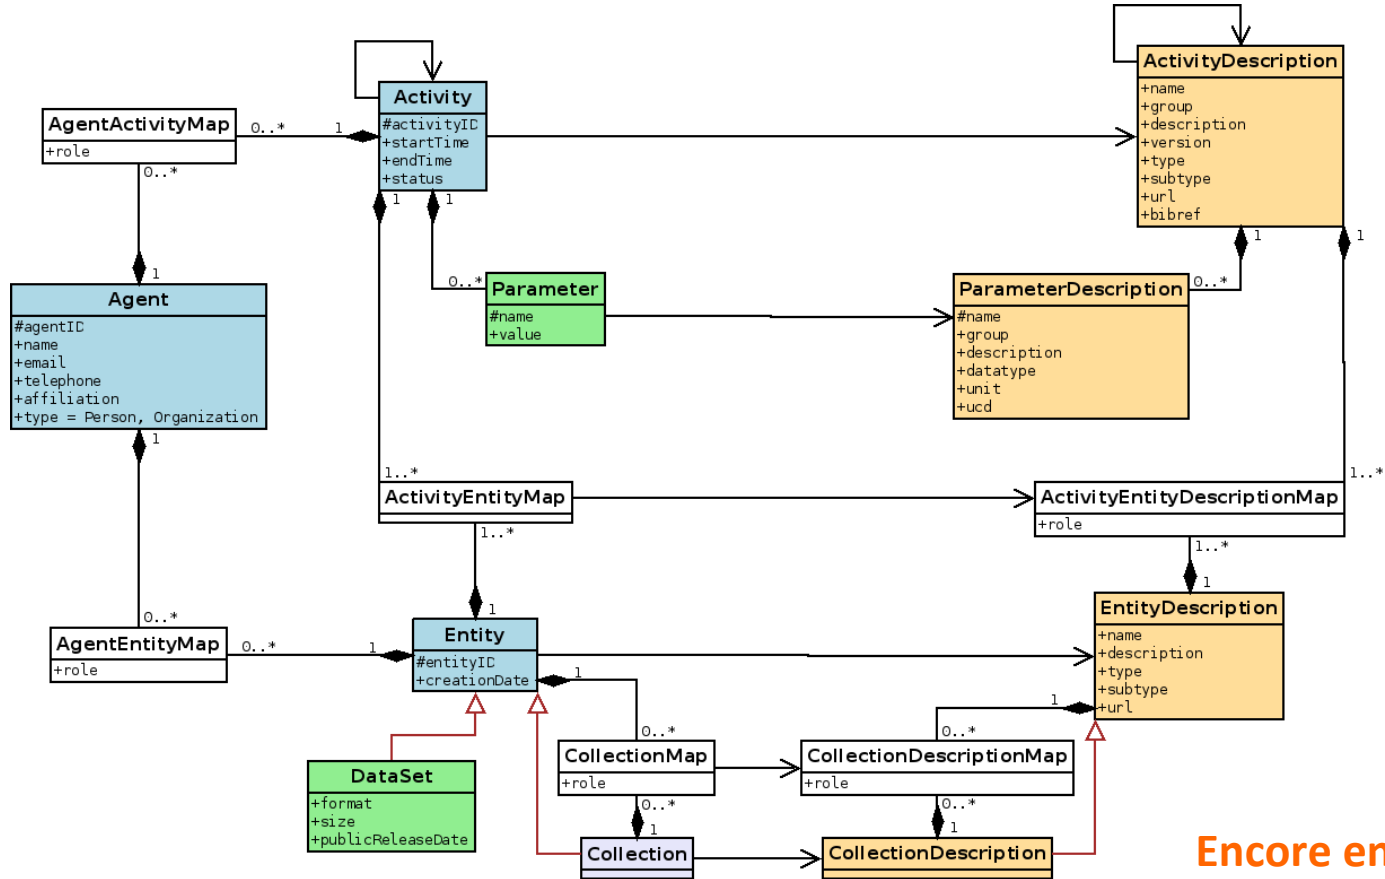 ActivityDescription
+name
+group
+description
+version
+type
+subtype
+url
+bibref
1
1
Activity
#activityID
+startTime
+endTime
+status
1
1
AgentActivityMap
+role
0..*
1
0..*
1
Agent
#agentID
+name
+email
+telephone
+affiliation
+type = Person, Organization
1
0..*
Parameter
#name
+value
ParameterDescription
#name
+group
+description
+datatype
+unit
+ucd
0..*
1..*
ActivityEntityMap
1..*
1..*
ActivityEntityDescriptionMap
+role
1..*
1
0..*
AgentEntityMap
+role
0..*
1
1
Entity
#entityID
+creationDate
1
EntityDescription
+name
+description
+type
+subtype
+url
1
0..*
CollectionMap
+role
0..*
1
0..*
CollectionDescriptionMap
+role
0..*
1
DataSet
+format
+size
+publicReleaseDate
Collection
CollectionDescription
Encore en